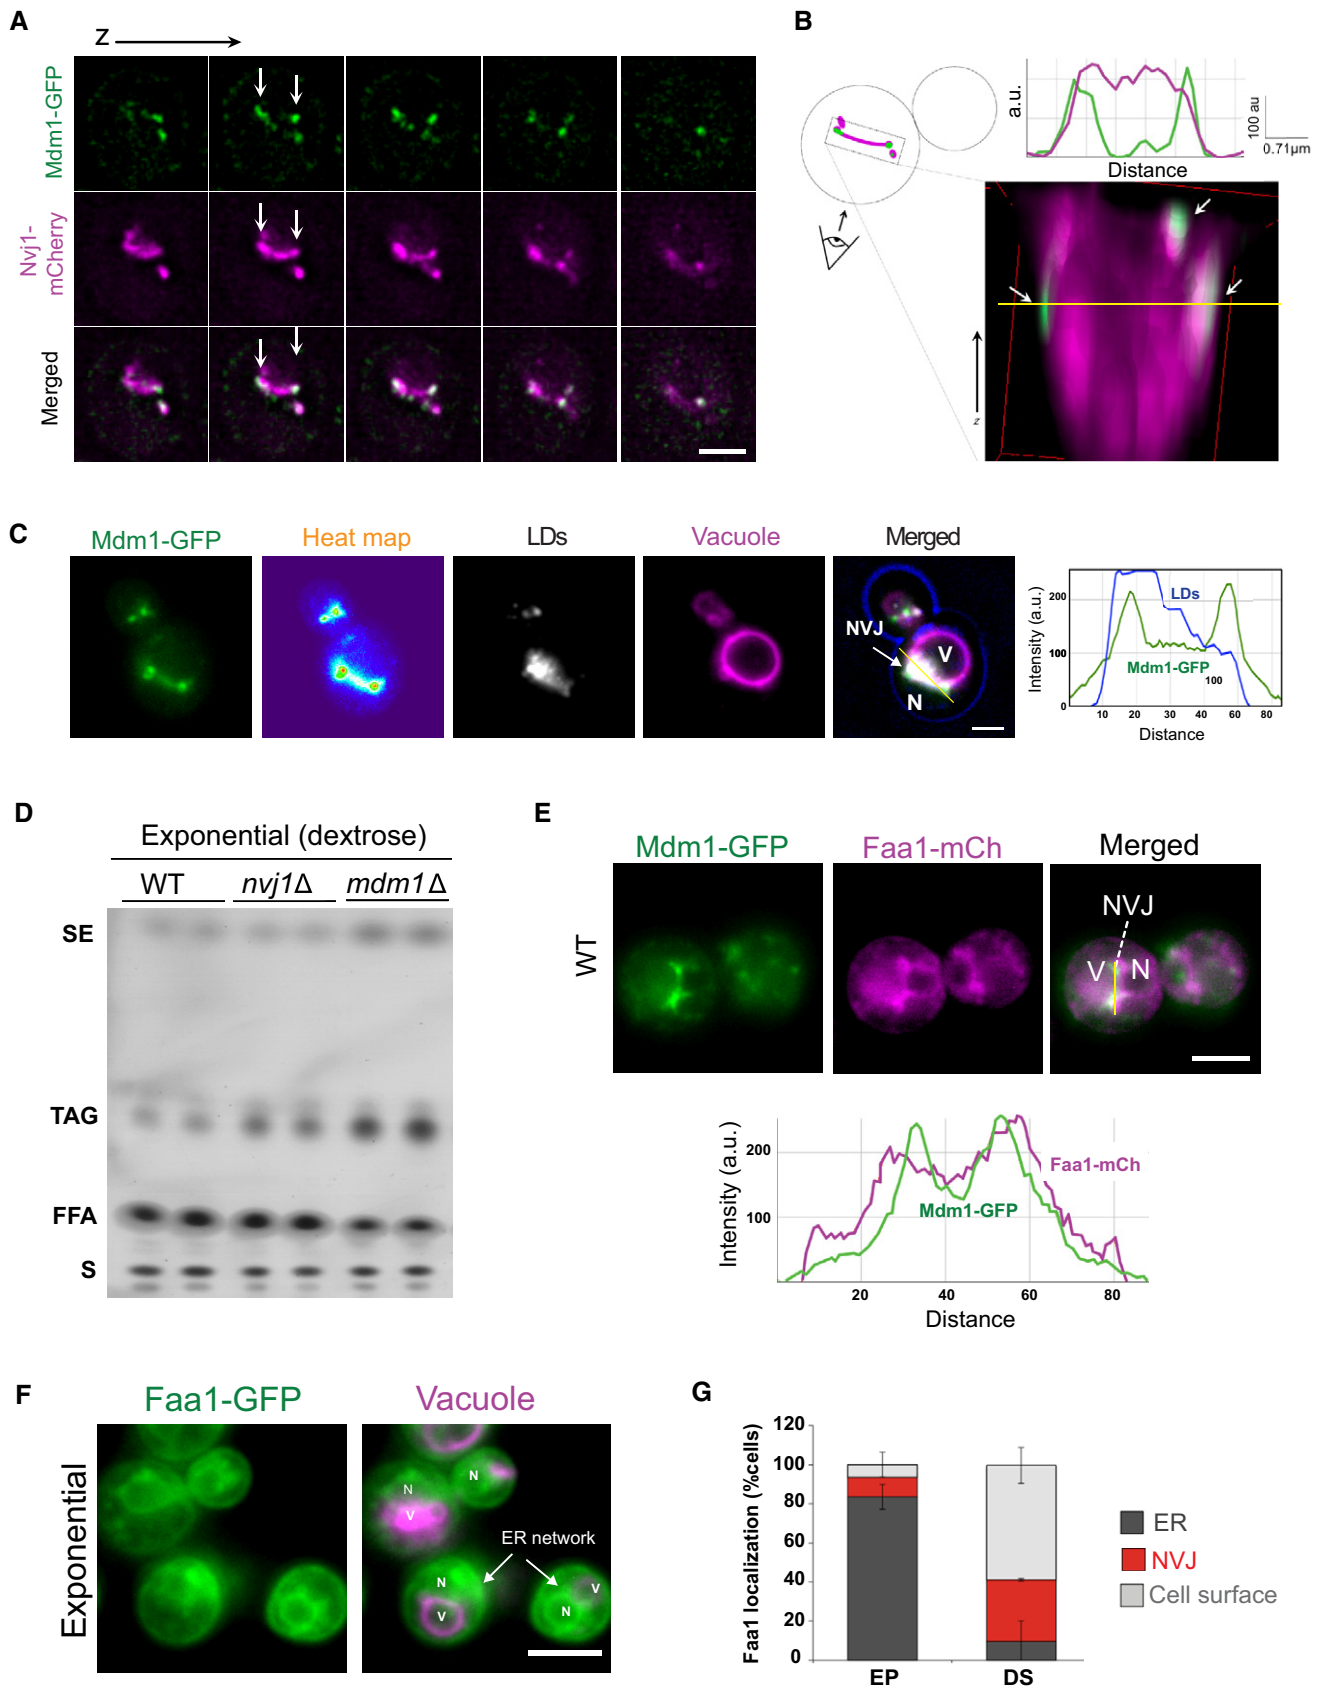 A
Z
Mdm1-GFP
Nvj1-
mCherry
Merged
B
a.u.
100 au
0.71µm
Distance
z
C
Mdm1-GFP
Heat map
LDs
Vacuole
Merged
NVJ
V
N
Intensity (a.u.)
200
100
0
LDs
Mdm1-GFP
100
10 20 30 40 60 80
Distance
D
Exponential (dextrose)
WT nvj1Δ mdm1Δ
SE
TAG
FFA
S
E
Mdm1-GFP Faa1-mCh Merged
WT
NVJ
V N
Intensity (a.u.)
200
100
Faa1-mCh
Mdm1-GFP
20 40 60 80
Distance
F
Faa1-GFP Vacuole
Exponential
N
N
V
ER network
N
V
V
N
G
Faa1 localization (%cells)
120
100
80
60
40
20
0
EP DS
ER
NVJ
Cell surface